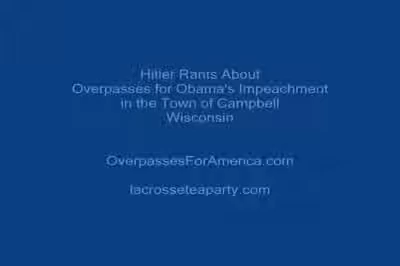 Hitler Rants About
Overpasses for Obama's Impeachment
in the Town of Campbell
Wisconsin
OverpassesForAmerica.com
lacrosseteaparty.com